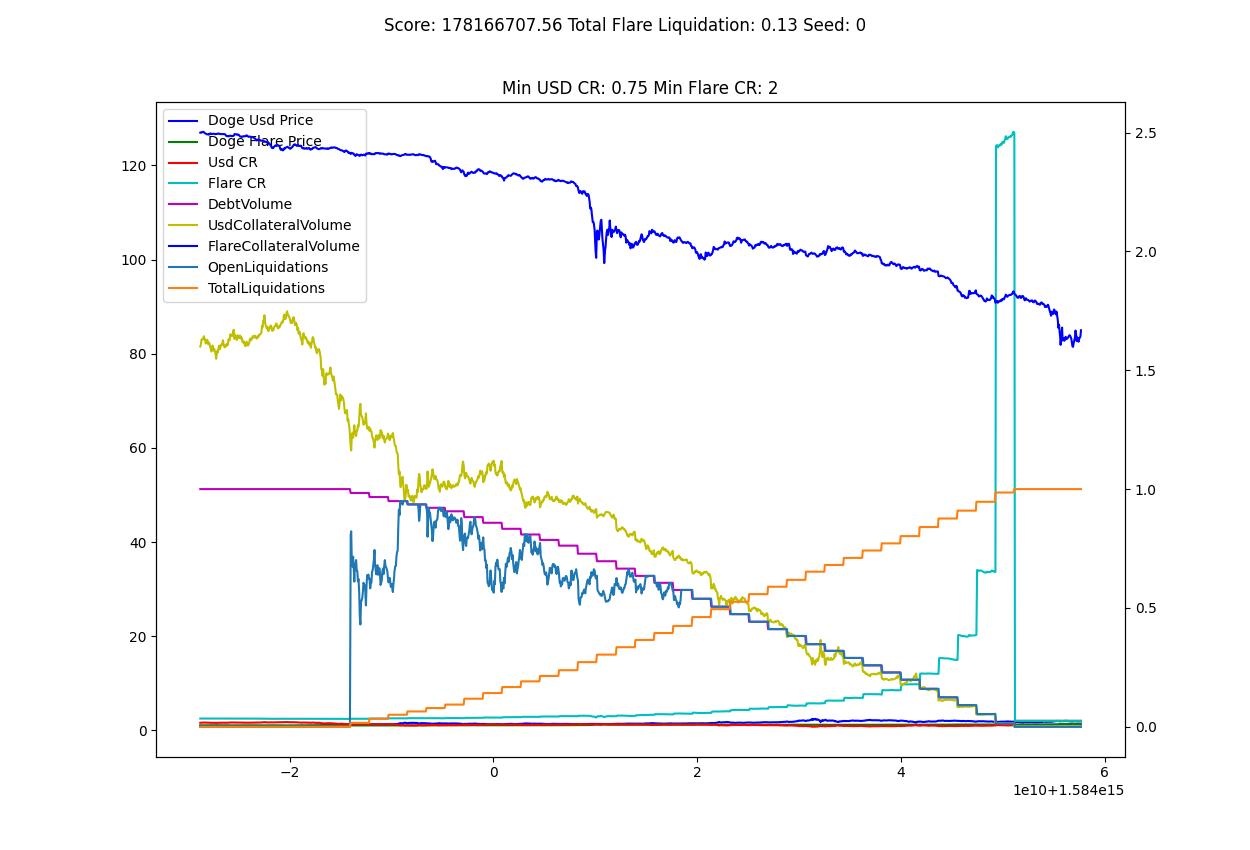 Score: 178166707.56 Total Flare Liquidation: 0.13 Seed: 0
Min USD CR: 0.75 Min Flare CR: 2
Doge Usd Price
Doge Flare Price
Usd CR
Flare CR
DebtVolume
UsdCollateralVolume
FlareCollateralVolume
OpenLiquidations
TotalLiquidations
120
100
80
60
40
20
0
2.5
2.0
1.5
1.0
0.5
0.0
−2
0
2
4
6
1e10+1.584e15